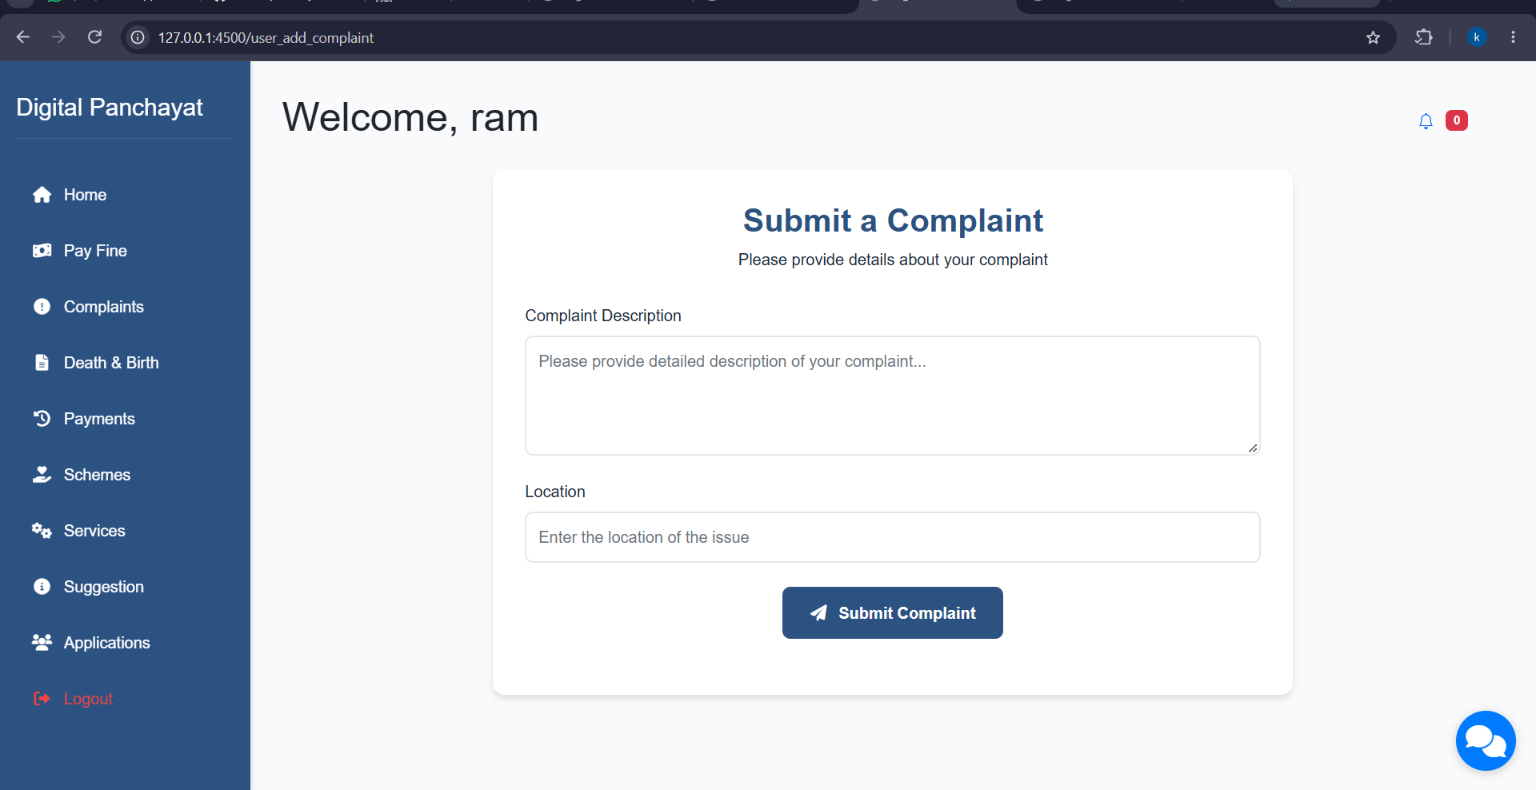 127.0.0.1:4500/user_add_complaint
k
Digital Panchayat
Home
Pay Fine
Complaints
Death & Birth
Payments
Schemes
Services
Suggestion
Applications
Logout
Welcome, ram
0
Submit a Complaint
Please provide details about your complaint
Complaint Description
Please provide detailed description of your complaint...
Location
Enter the location of the issue
Submit Complaint